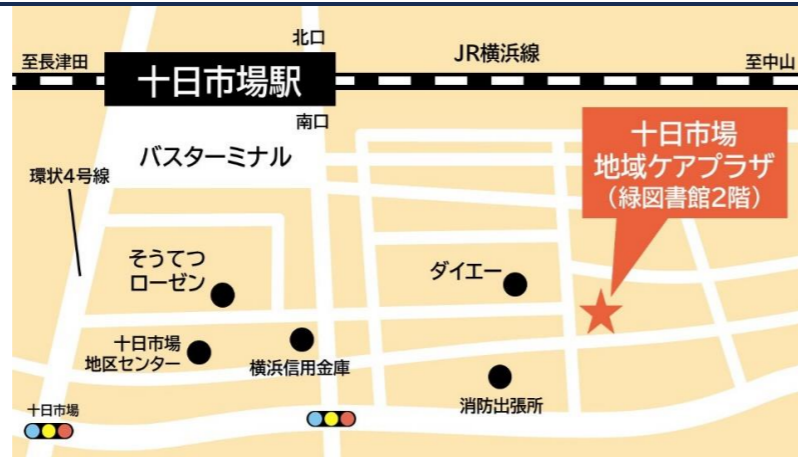 北口
JR横浜線
至長津田
十日市場駅
至中山
南口
バスターミナル
十日市場
地域ケアプラザ
（緑図書館2階）
環状4号線
そうてつ
ローゼン
ダイエー
十日市場
地区センター
横浜信用金庫
消防出張所
十日市場